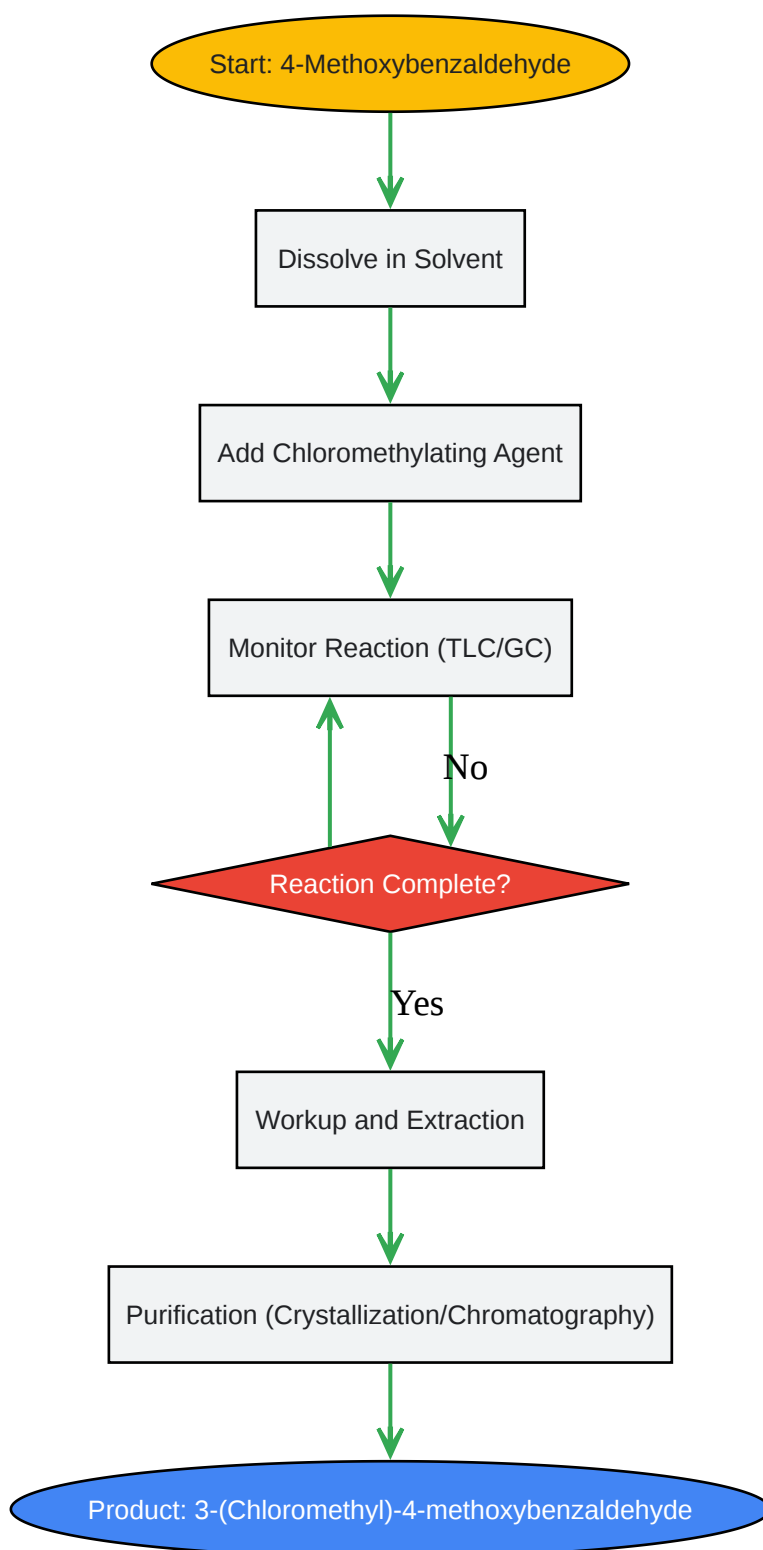 Start: 4-Methoxybenzaldehyde
Dissolve in Solvent
Add Chloromethylating Agent
Monitor Reaction (TLC/GC)
No
Reaction Complete?
Yes
Workup and Extraction
Purification (Crystallization/Chromatography)
Product: 3-(Chloromethyl)-4-methoxybenzaldehyde